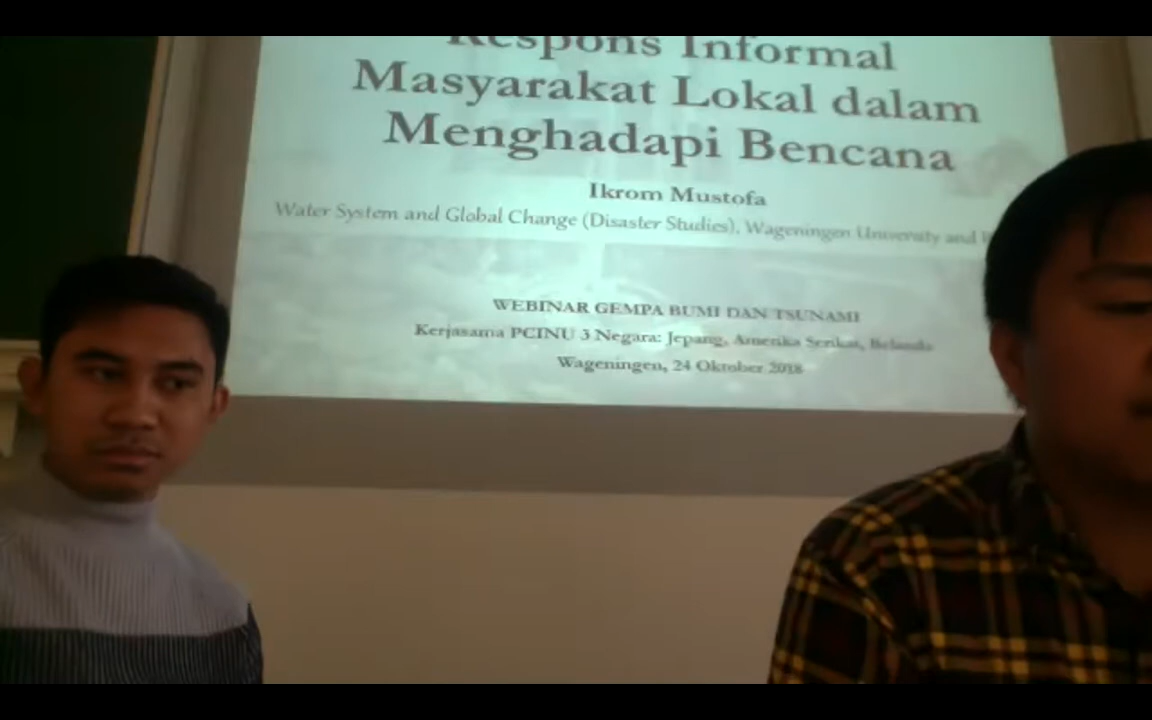 Respons Informal
Masyarakat Lokal dalam
Menghadapi Bencana
Ikrom Mustofa
Water System and Global Change (Disaster Studies), Wageningen University and
WEBINAR GEMPA BUMI DAN TSUNAMI
Kerjasama PCINU 3 Negara: Jepang, Amerika Serikat, Belanda
Wageningen, 24 Oktober 2018